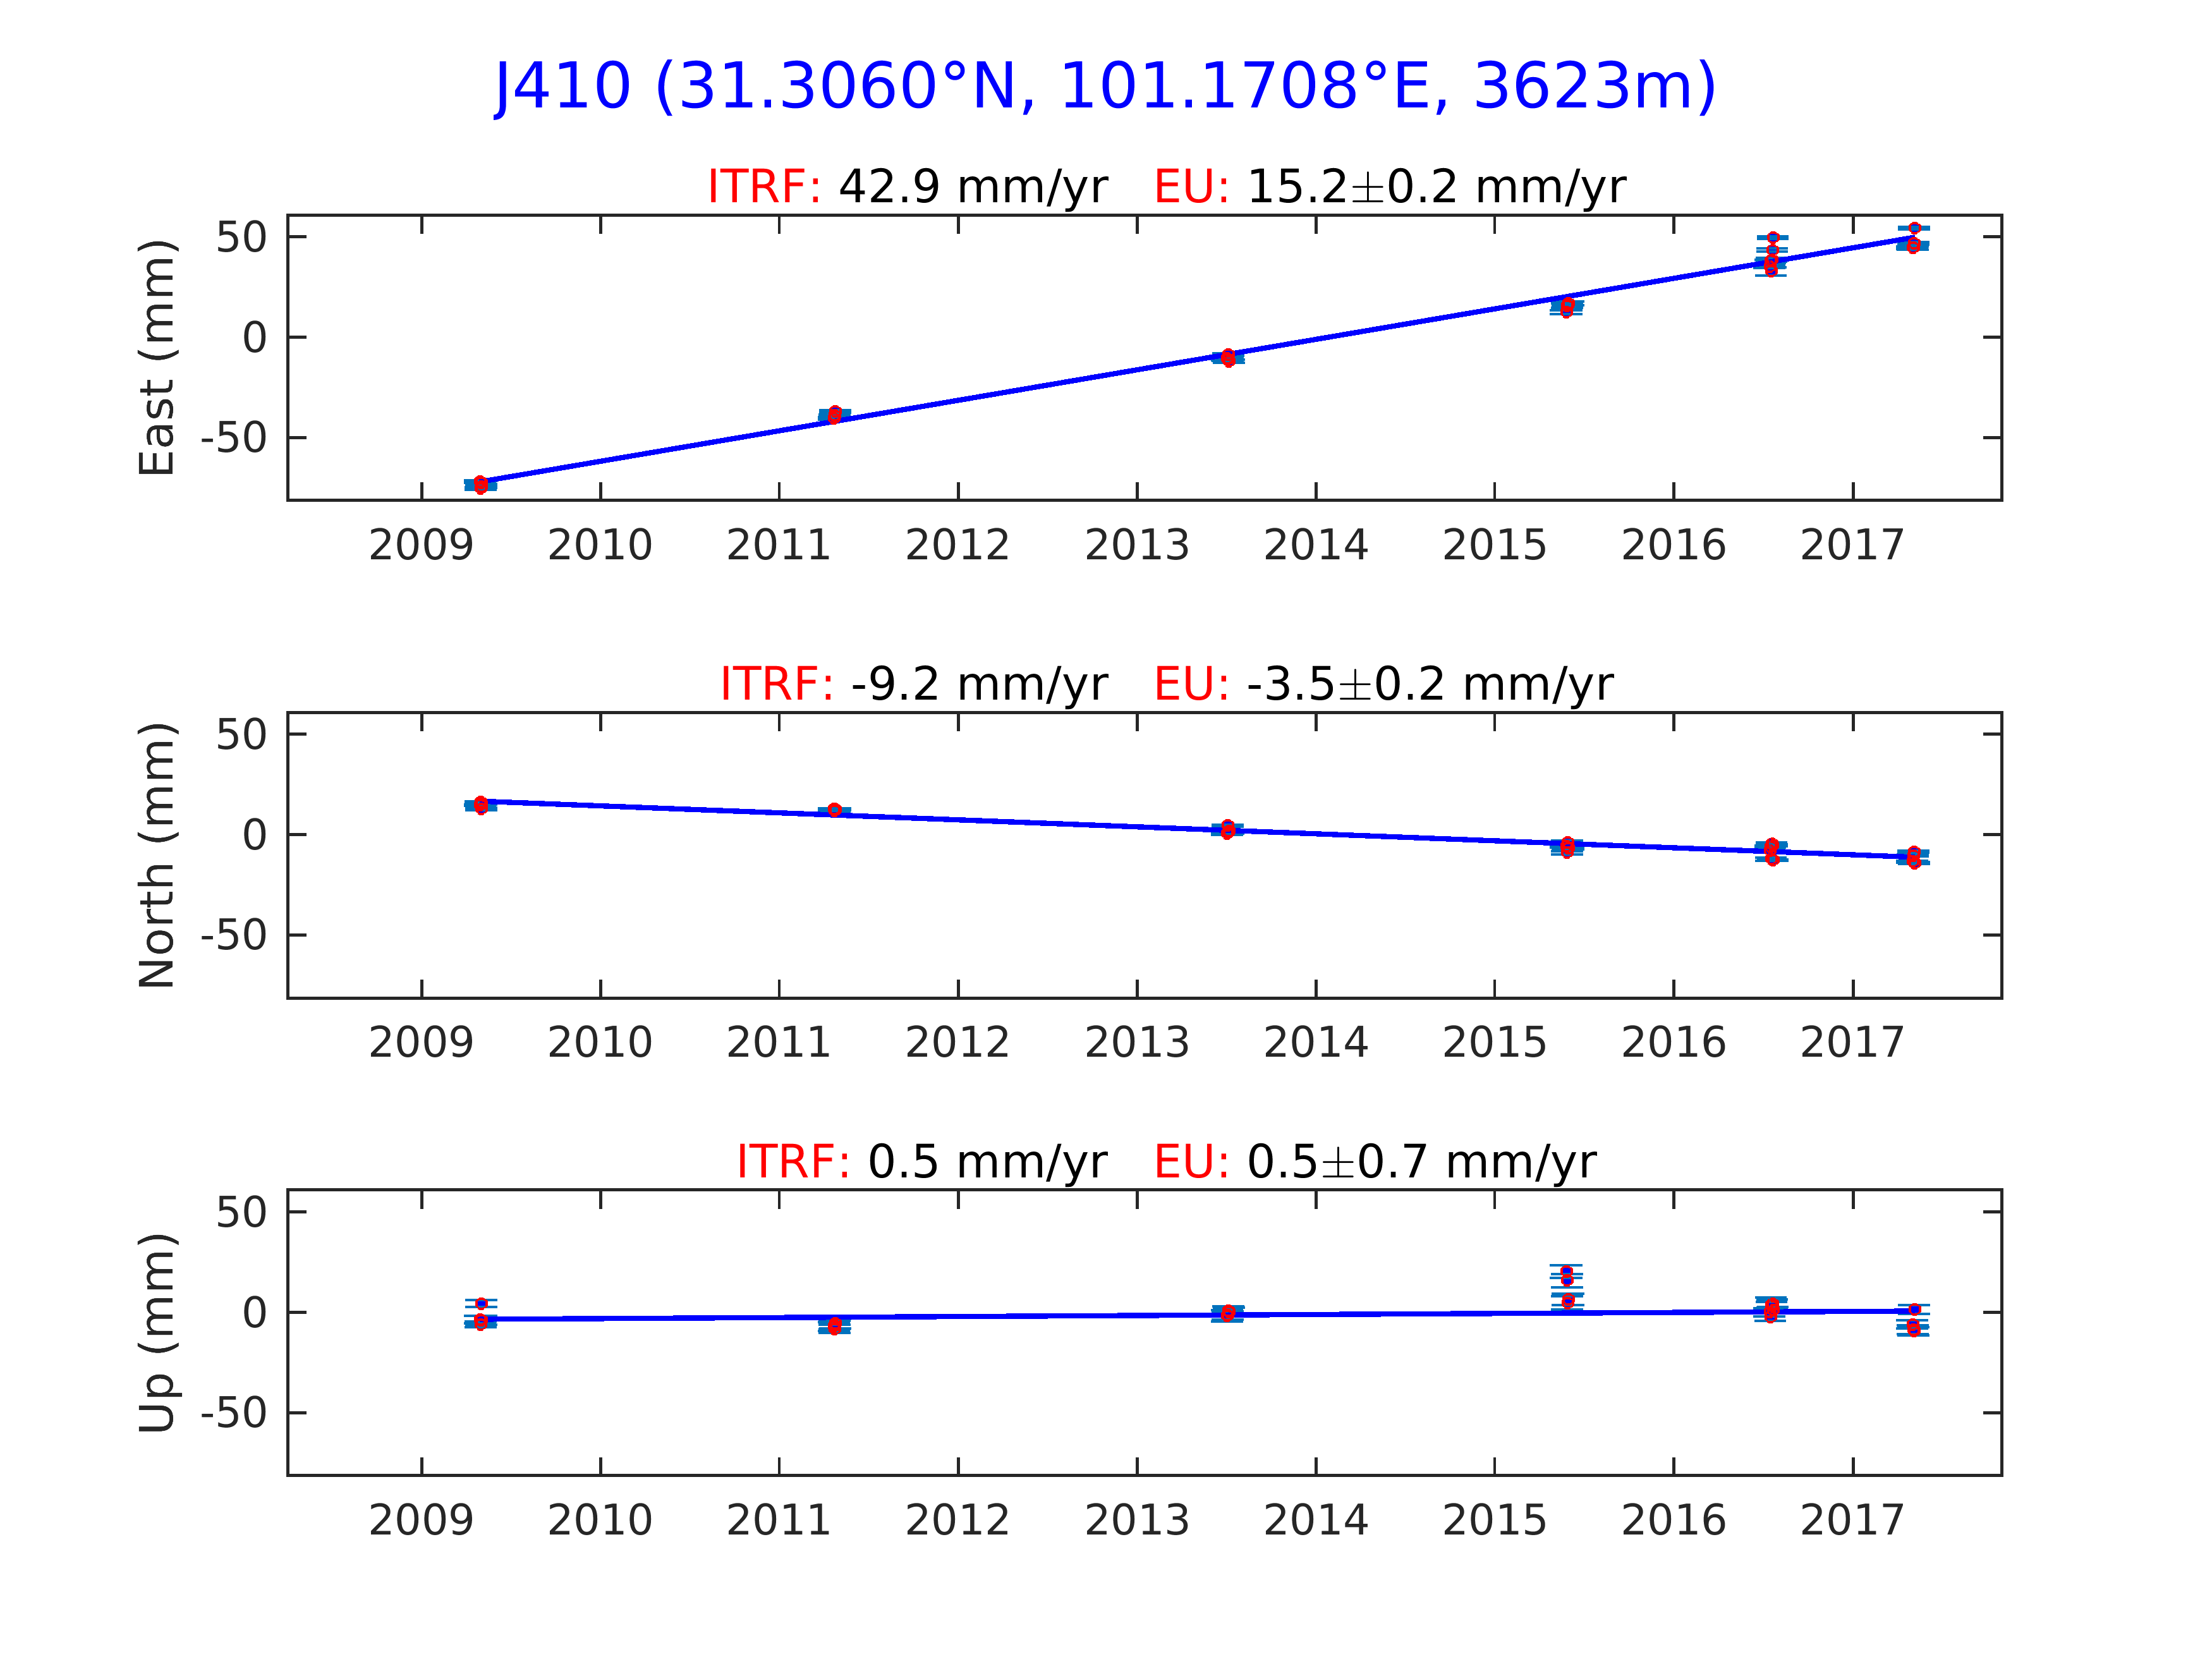 J410 (31.3060°N, 101.1708°E, 3623m)
ITRF: 42.9 mm/yr EU: 15.2±0.2 mm/yr
East (mm)
50
0
-50
2009 2010 2011 2012 2013 2014 2015 2016 2017
ITRF: -9.2 mm/yr EU: -3.5±0.2 mm/yr
North (mm)
50
0
-50
2009 2010 2011 2012 2013 2014 2015 2016 2017
ITRF: 0.5 mm/yr EU: 0.5±0.7 mm/yr
Up (mm)
50
0
-50
2009 2010 2011 2012 2013 2014 2015 2016 2017